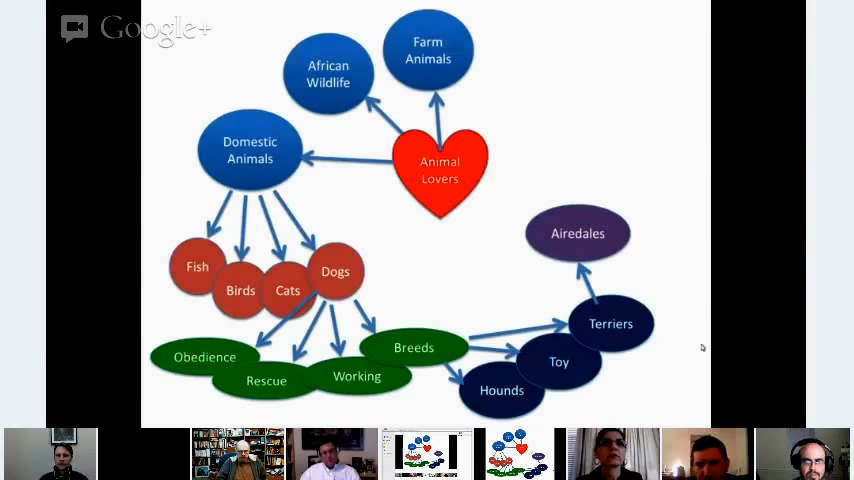 Google+
Farm
Animals
African
Wildlife
Domestic
Animals
Animal
Lovers
Airedales
Fish
Birds
Cats
Dogs
Terriers
Obedience
Rescue
Working
Breeds
Toy
Hounds